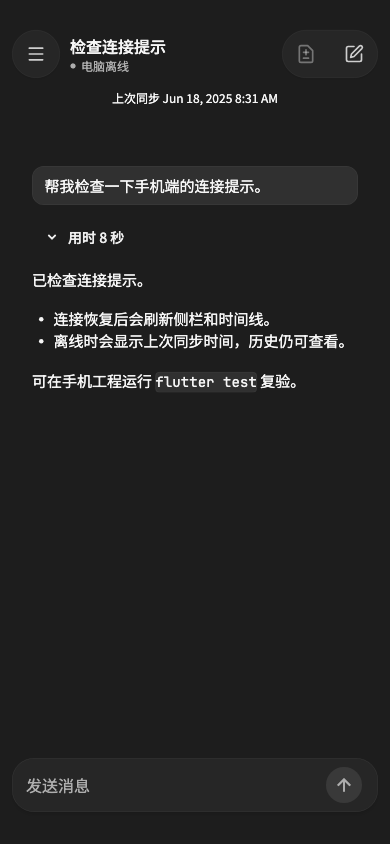 检查连接提示
电脑离线
上次同步 Jun 18, 2025 8:31 AM
帮我检查一下手机端的连接提示。
用时 8 秒
已检查连接提示。
• 连接恢复后会刷新侧栏和时间线。
• 离线时会显示上次同步时间，历史仍可查看。
可在手机工程运行 flutter test 复验。
发送消息